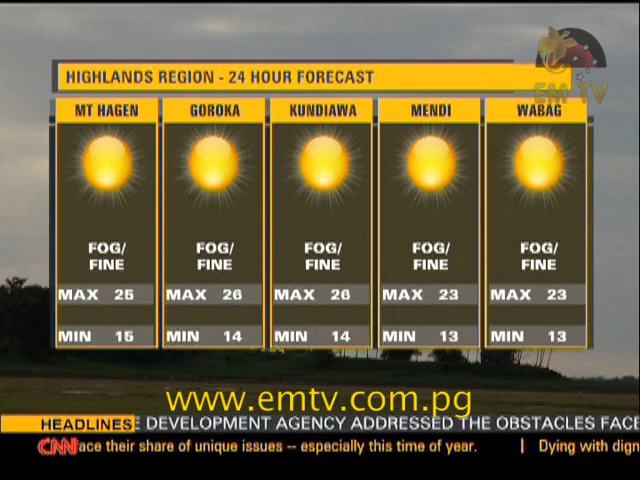 HIGHLANDS REGION - 24 HOUR FORECAST
EM TV
MT HAGEN
FOG/
FINE
MAX 25
MIN 15
GOROKA
FOG/
FINE
MAX 26
MIN 14
KUNDIAWA
FOG/
FINE
MAX 26
MIN 14
MENDI
FOG/
FINE
MAX 23
MIN 13
WABAG
FOG/
FINE
MAX 23
MIN 13
www.emtv.com.pg
HEADLINES E DEVELOPMENT AGENCY ADDRESSED THE OBSTACLES FACE
CNN ace their share of unique issues -- especially this time of year. | Dying with dign